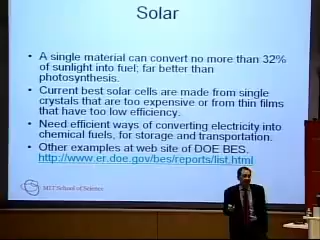 Solar
• A single material can convert no more than 32%
of sunlight into fuel; far better than
photosynthesis.
• Current best solar cells are made from single
crystals that are too expensive or from thin films
that have too low efficiency.
• Need efficient ways of converting electricity into
chemical fuels, for storage and transportation.
• Other examples at web site of DOE BES.
http://www.er.doe.gov/bes/reports/list.html
MIT School of Science